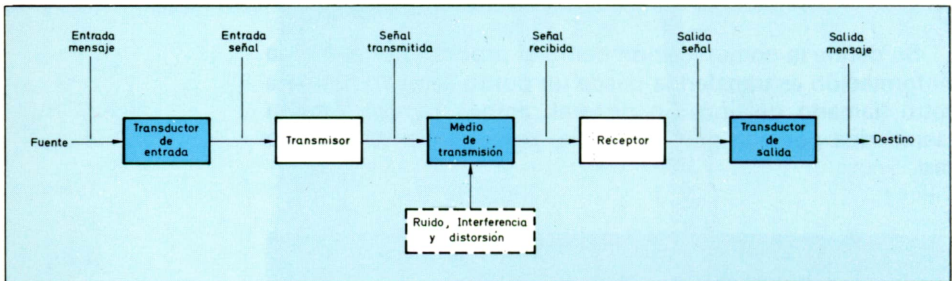 Entrada
mensaje
Entrada
señal
Señal
transmitida
Señal
recibida
Salida
señal
Salida
mensaje
Fuente
Transductor
de
entrada
Transmisor
Medio
de
transmisión
Receptor
Transductor
de
salida
Destino
Ruido, Interferencia
y distorsión